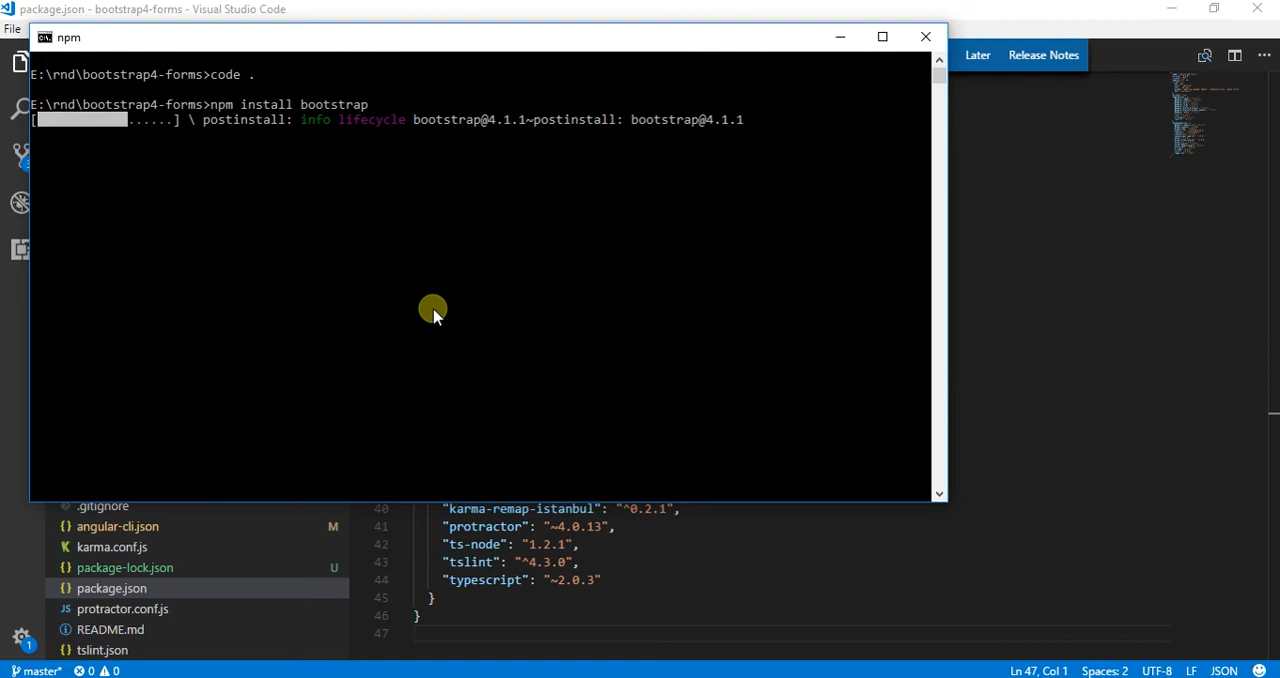 package.json - bootstrap4-forms - Visual Studio Code
File
npm
Later Release Notes
E:\rnd\bootstrap4-forms>code .
E:\rnd\bootstrap4-forms>npm install bootstrap
[......] \ postinstall: info lifecycle bootstrap@4.1.1~postinstall: bootstrap@4.1.1
.gitignore
angular-cli.json M
karma.conf.js
package-lock.json U
package.json
JS protractor.conf.js
README.md
tslint.json
40 "karma-remap-istanbul": "^0.2.1",
41 "protractor": "~4.0.13",
42 "ts-node": "1.2.1",
43 "tslint": "^4.3.0",
44 "typescript": "~2.0.3"
45 }
46 }
47
1
master* 0 0 Ln 47, Col 1 Spaces: 2 UTF-8 LF JSON